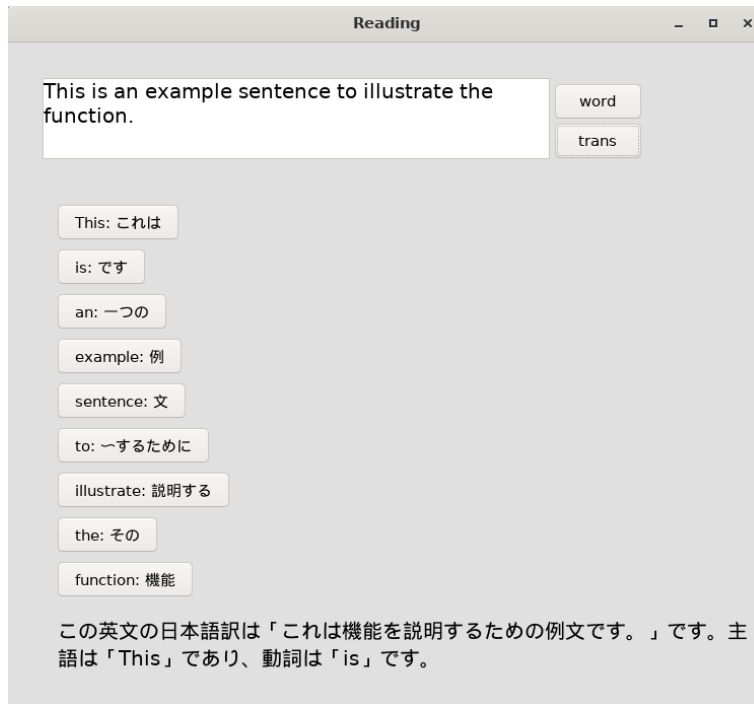 Reading
This is an example sentence to illustrate the
function.
word
trans
This: これは
is: です
an: 一つの
example: 例
sentence: 文
to: 〜するために
illustrate: 説明する
the: その
function: 機能
この英文の日本語訳は「これは機能を説明するための例文です。」です。主
語は「This」であり、動詞は「is」です。